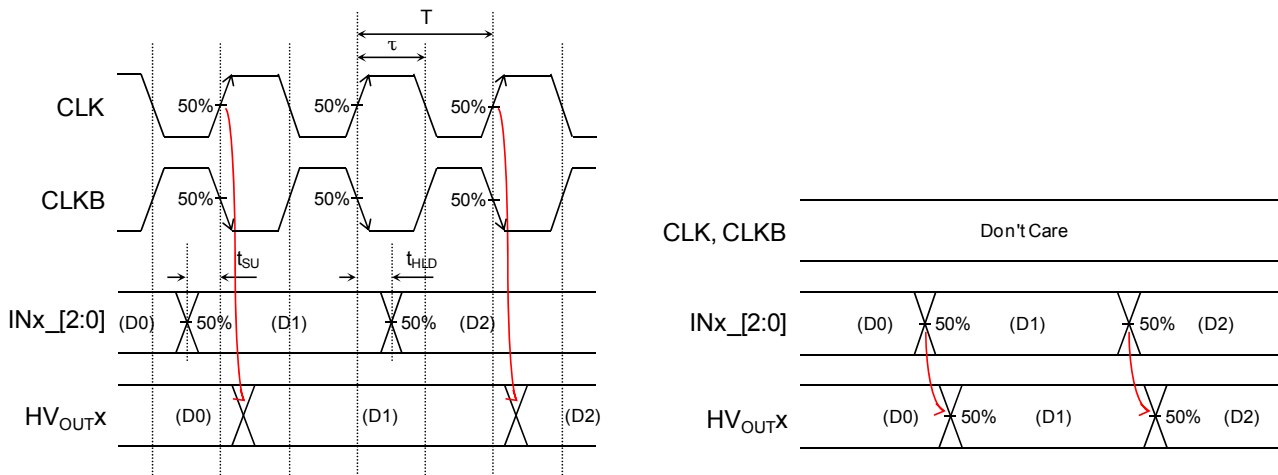 T
τ
CLK
50%
50%
50%
CLKB
50%
50%
50%
tSU
tHLD
INx_[2:0]
(D0)
50%
(D1)
50%
(D2)
HVOUTx
(D0)
(D1)
(D2)
CLK, CLKB
Don't Care
INx_[2:0]
(D0)
50%
(D1)
50%
(D2)
HVOUTx
(D0)
50%
(D1)
50%
(D2)